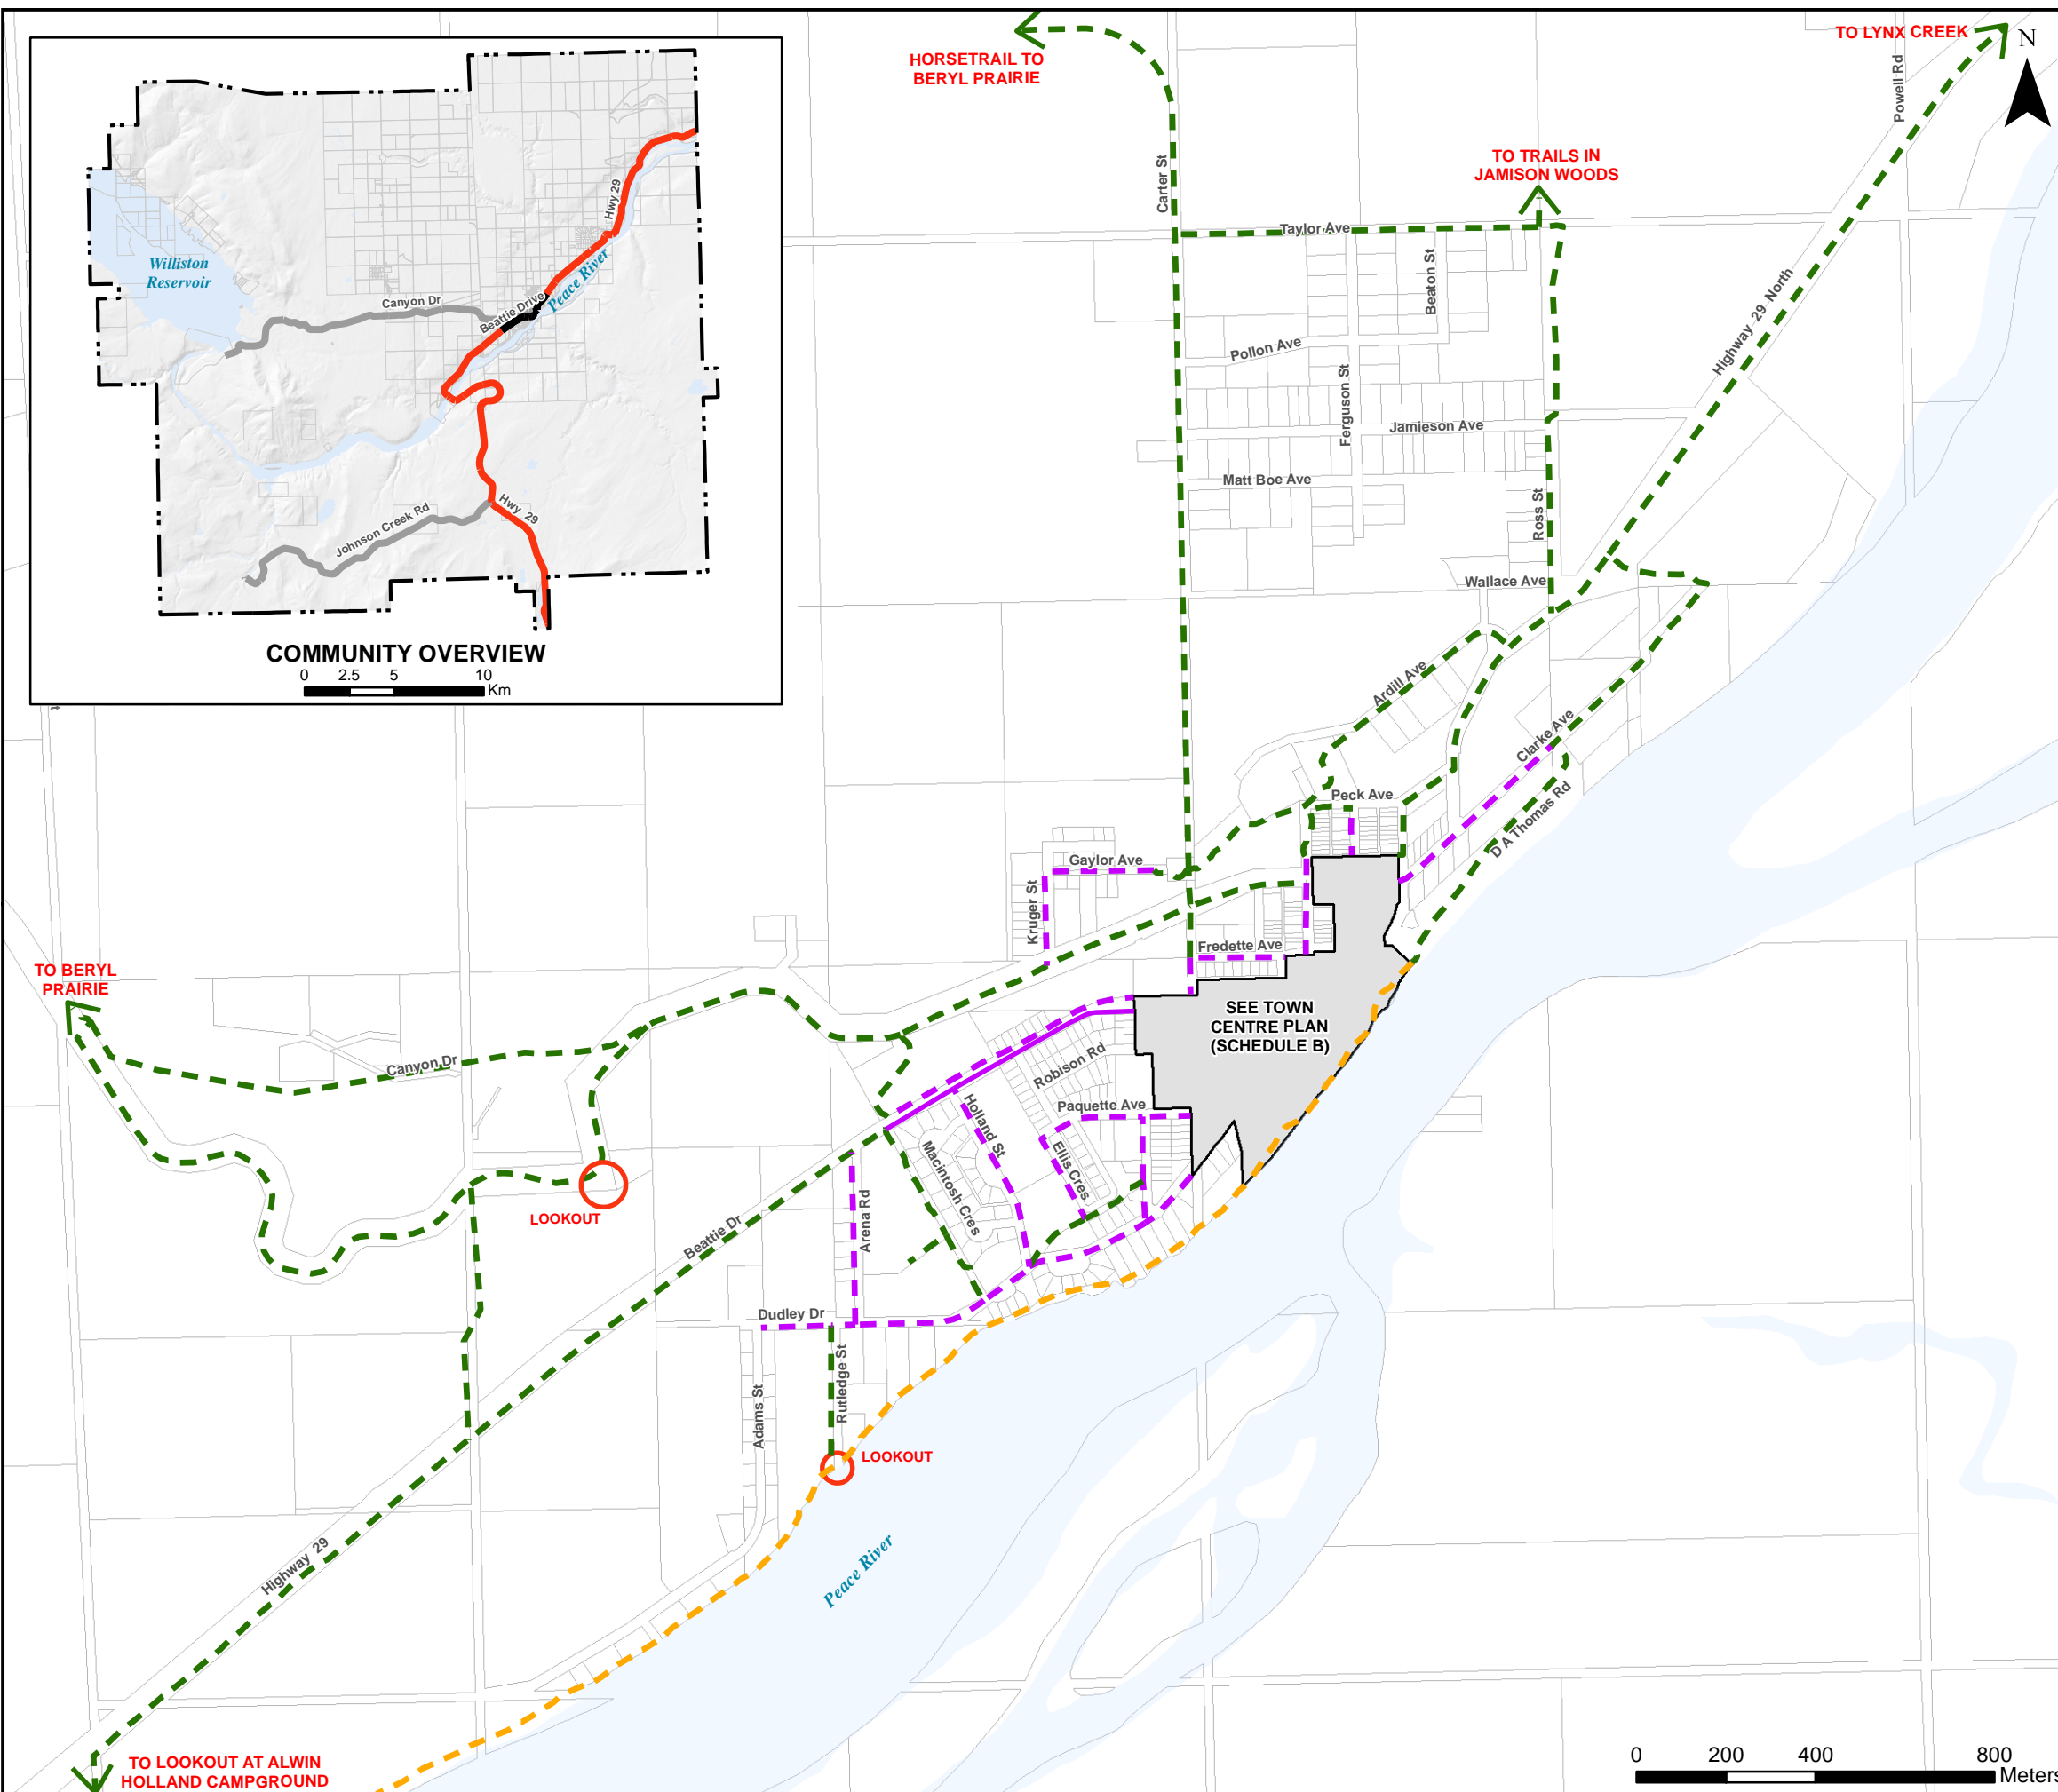 TO LYNX CREEK
N
HORSETRAIL TO
BERYL PRAIRIE
Powell Rd
Carter St
TO TRAILS IN
JAMISON WOODS
Taylor Ave
Beaton St
Highway 29 North
Pollon Ave
Ferguson St
Jamieson Ave
Matt Boe Ave
Ross St
Wallace Ave
Hwy 29
Williston
Reservoir
Peace River
Canyon Dr
Beattie Drive
Hwy 29
Johnson Creek Rd
COMMUNITY OVERVIEW
0 2.5 5 10
Km
Ardill Ave
Clarke Ave
Peck Ave
D A Thomas Rd
Gaylor Ave
Kruger St
Fredette Ave
TO BERYL
PRAIRIE
SEE TOWN
CENTRE PLAN
(SCHEDULE B)
Canyon Dr
Robison Rd
Paquette Ave
Holland St
Macintosh Cres
Ellis Cres
LOOKOUT
Arena Rd
Beattie Dr
Dudley Dr
Rutledge St
Adams St
LOOKOUT
Peace River
Highway 29
TO LOOKOUT AT ALWIN
HOLLAND CAMPGROUND
0 200 400 800
Meters